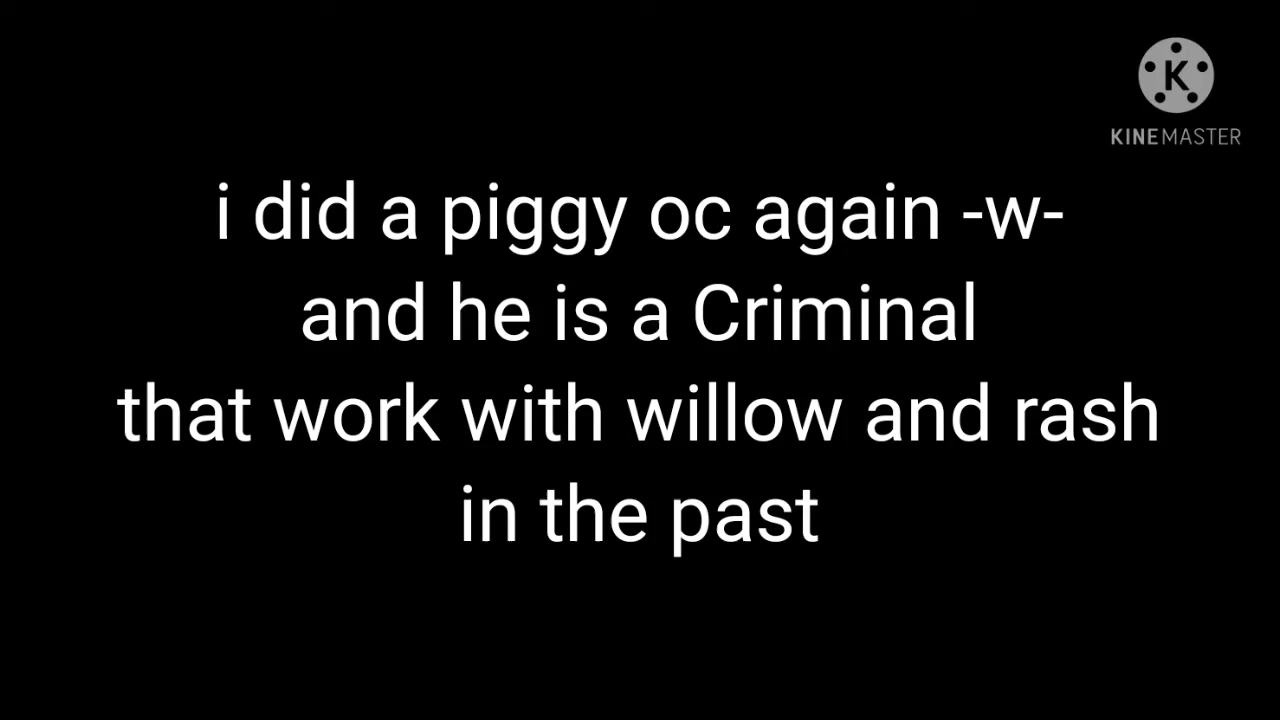 K
KINEMASTER
i did a piggy oc again -w-
and he is a Criminal
that work with willow and rash
in the past